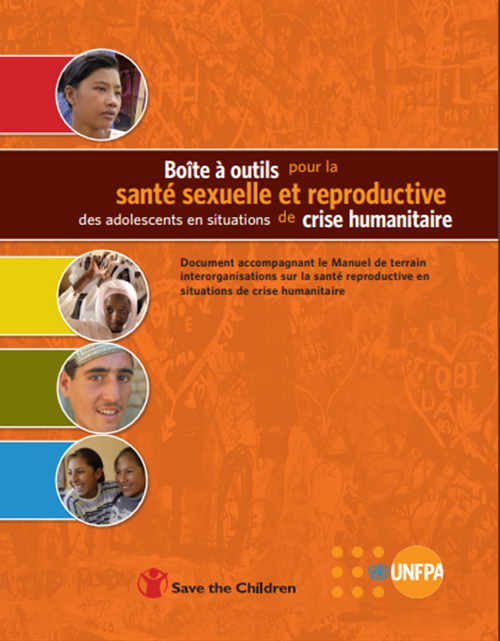 Boîte à outils pour la
santé sexuelle et reproductive
des adolescents en situations de crise humanitaire
Document accompagnant le Manuel de terrain
interorganisations sur la santé reproductive en
situations de crise humanitaire
Save the Children
UNFPA